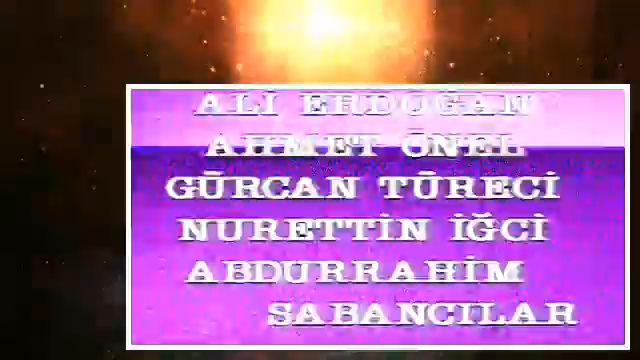 ALİ ERDOĞAN
AHMET ÖNEL
GÜRCAN TÜRECİ
NURETTİN İĞCİ
ABDURRAHİM
SABANCILAR